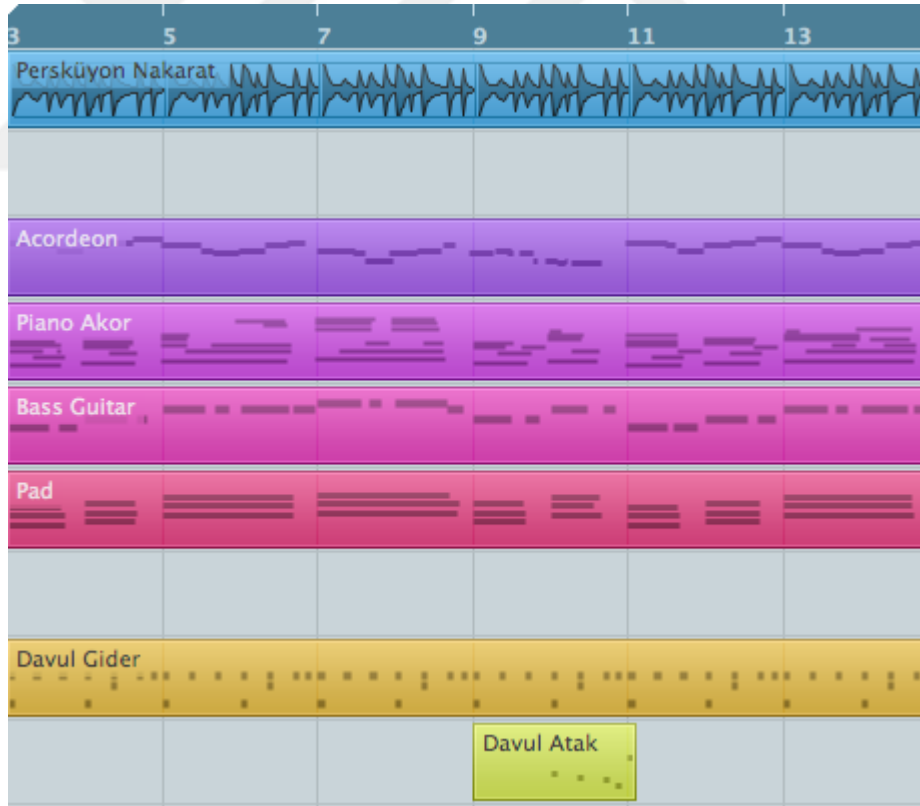 3 5 7 9 11 13
Persküyon Nakarat
Acordeon
Piano Akor
Bass Guitar
Pad
Davul Gider
Davul Atak